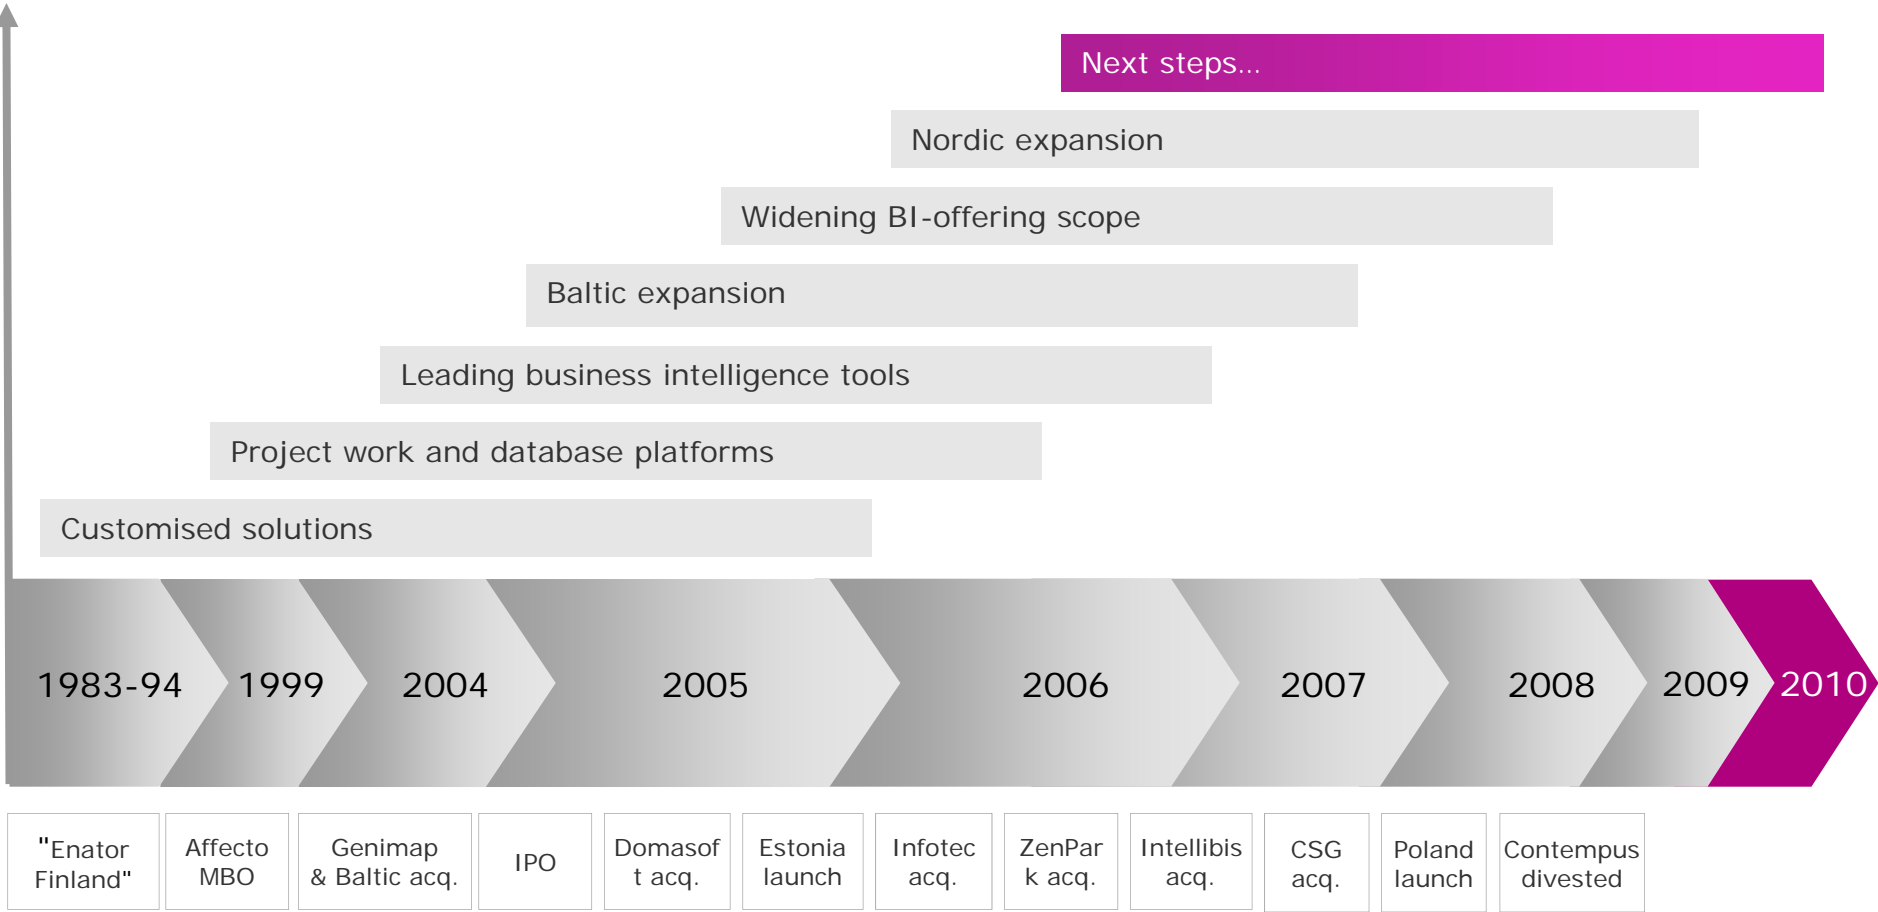 Next steps...
Nordic expansion
Widening BI-offering scope
Baltic expansion
Leading business intelligence tools
Project work and database platforms
Customised solutions
1983-94
1999
2004
2005
2006
2007
2008
2009
2010
"Enator
Finland"
Affecto
MBO
Genimap
& Baltic acq.
IPO
Domasof
t acq.
Estonia
launch
Infotec
acq.
ZenPar
k acq.
Intellibis
acq.
CSG
acq.
Poland
launch
Contempus
divested